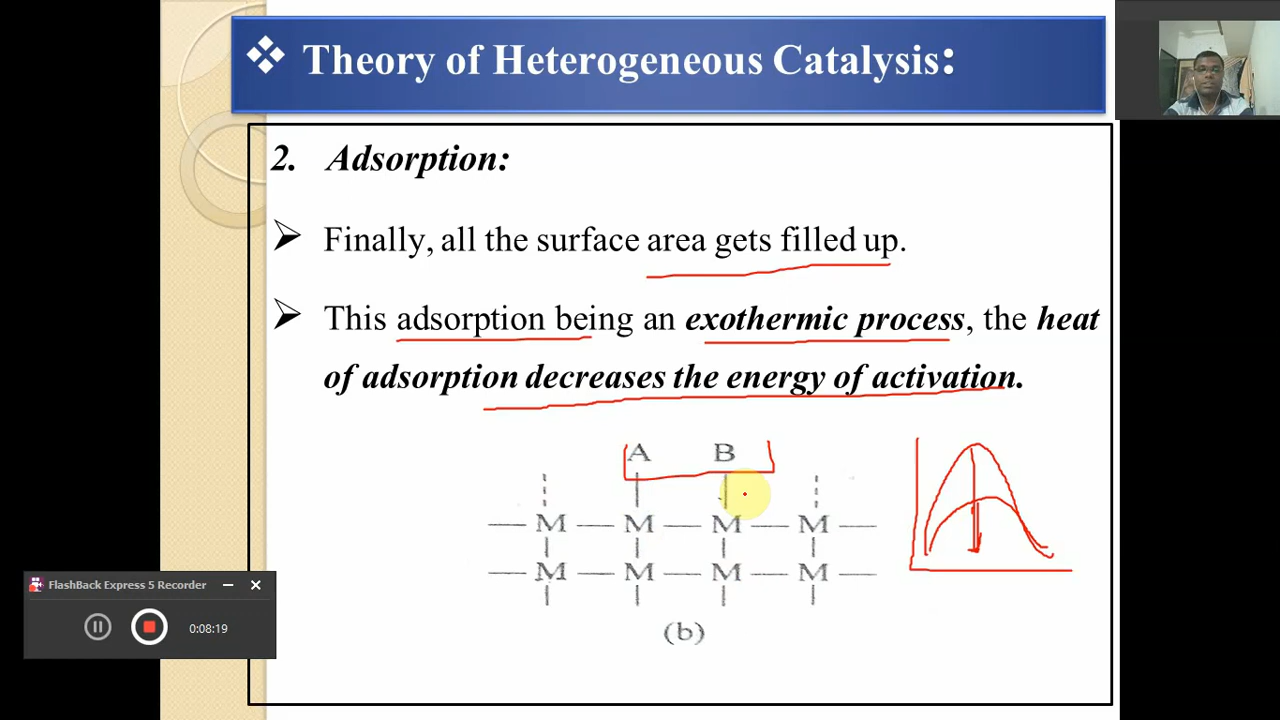 Theory of Heterogeneous Catalysis:
2. Adsorption:
Finally, all the surface area gets filled up.
This adsorption being an exothermic process, the heat
of adsorption decreases the energy of activation.
A B
M M M M
M M M M
(b)
FlashBack Express 5 Recorder
0:08:19